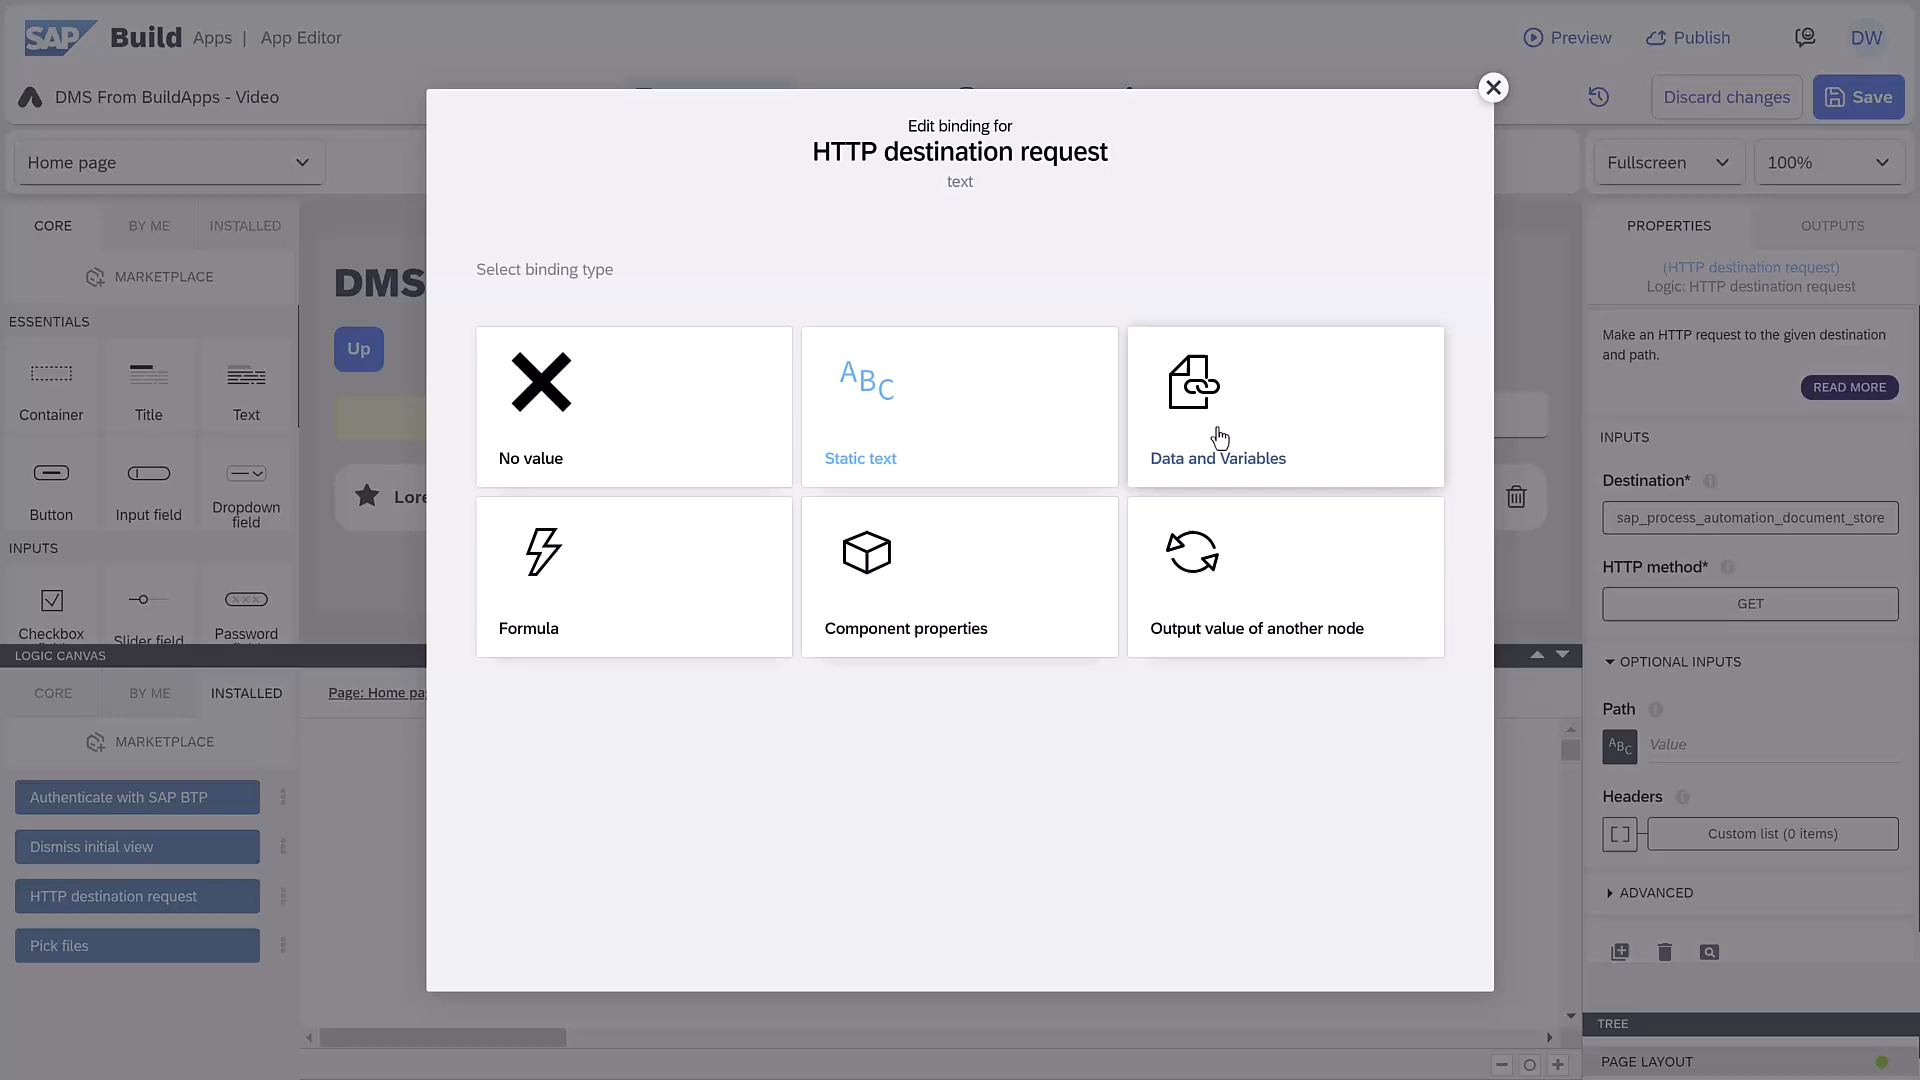 SAP Build Apps | App Editor
Preview
Publish
DW
DMS From BuildApps - Video
Discard changes
Save
Home page
Fullscreen
100%
CORE
BY ME
INSTALLED
MARKETPLACE
ESSENTIALS
Container
Title
Text
Button
Input field
Dropdown
field
INPUTS
Checkbox
Slider field
Password
DMS
Up
Lore
Edit binding for
HTTP destination request
text
Select binding type
No value
ABC
Static text
Data and Variables
Formula
Component properties
Output value of another node
LOGIC CANVAS
CORE
BY ME
INSTALLED
MARKETPLACE
Authenticate with SAP BTP
Dismiss initial view
HTTP destination request
Pick files
Page: Home pa
PROPERTIES
OUTPUTS
(HTTP destination request)
Logic: HTTP destination request
Make an HTTP request to the given destination
and path.
READ MORE
INPUTS
Destination*
sap_process_automation_document_store
HTTP method*
GET
OPTIONAL INPUTS
Path
ABC
Value
Headers
Custom list (0 items)
ADVANCED
TREE
PAGE LAYOUT